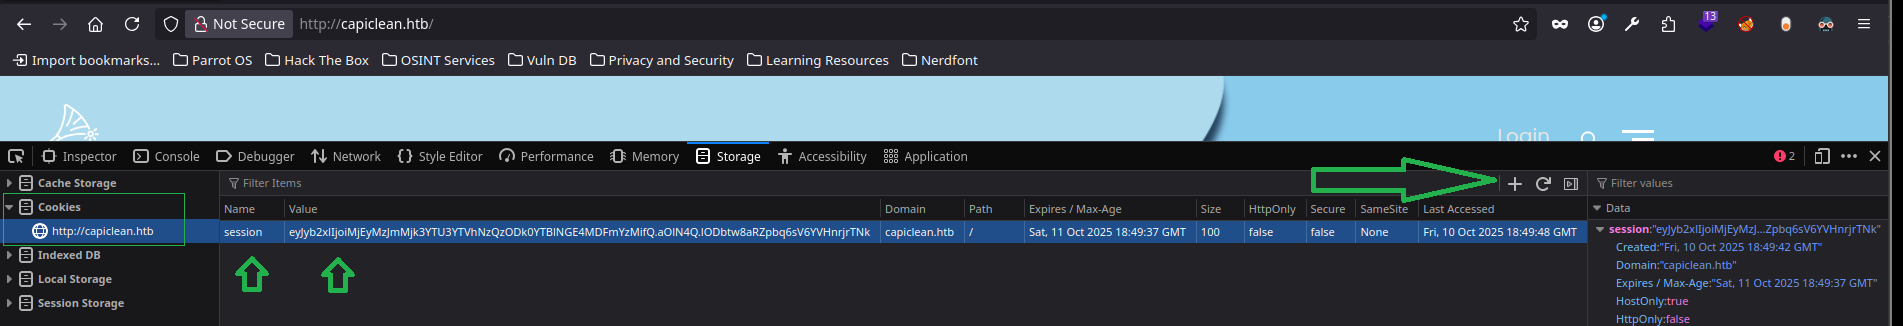 Not Secure http://capiclean.htb/ 13
Import bookmarks... Parrot OS Hack The Box OSINT Services Vuln DB Privacy and Security Learning Resources Nerdfont
Login
Inspector Console Debugger Network Style Editor Performance Memory Storage Accessibility Application 2
Cache Storage Filter Items Filter values
Cookies Name Value Domain Path Expires / Max-Age Size HttpOnly Secure SameSite Last Accessed Data
http://capiclean.htb session eyJyb2xlIjoiMjEyMzJmMjk3YTU3YTVhNzQzODk0YTBlNGE4MDFmYzMifQ.aOlN4Q.IODbtw8aRZpbq6sV6YVHnrjrTNk capiclean.htb / Sat, 11 Oct 2025 18:49:37 GMT 100 false false None Fri, 10 Oct 2025 18:49:48 GMT session:"eyJyb2xlIjoiMjEyMzJ...Zpbq6sV6YVHnrjrTNk"
Indexed DB Created:"Fri, 10 Oct 2025 18:49:42 GMT"
Domain:"capiclean.htb"
Local Storage Expires / Max-Age:"Sat, 11 Oct 2025 18:49:37 GMT"
Session Storage HostOnly:true
HttpOnly:false